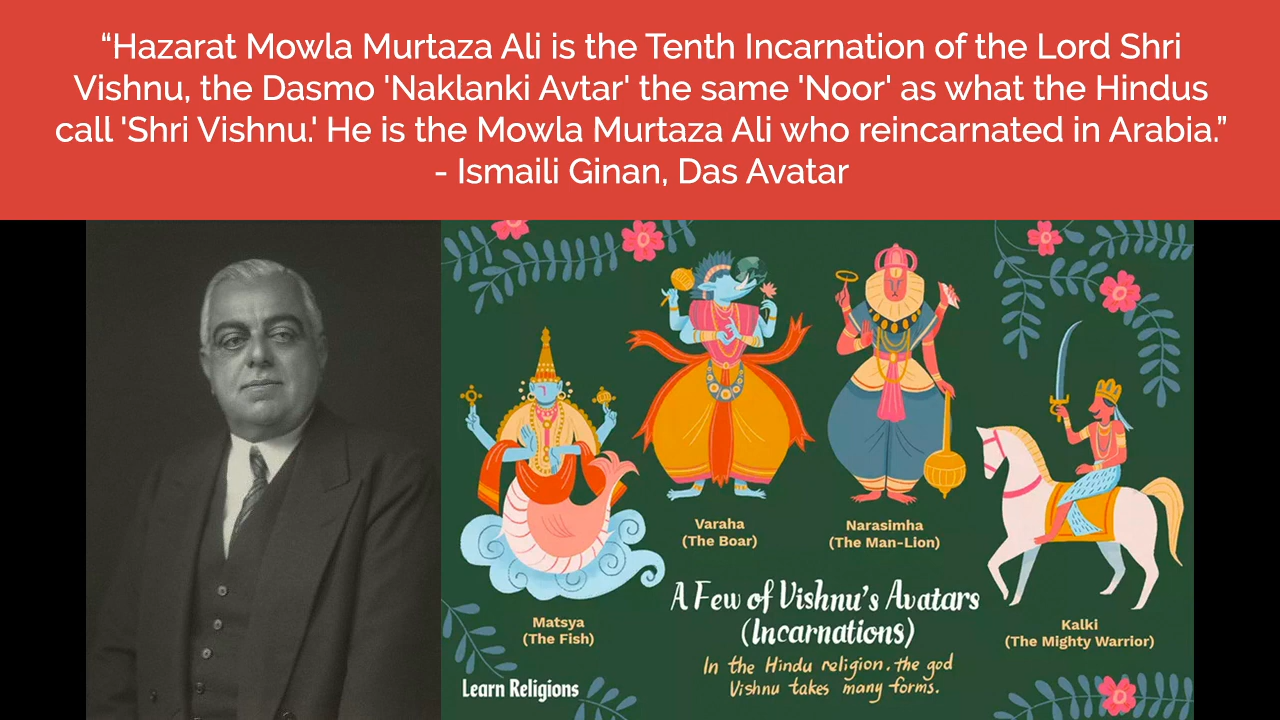 “Hazarat Mowla Murtaza Ali is the Tenth Incarnation of the Lord Shri
Vishnu, the Dasmo 'Naklanki Avtar' the same 'Noor' as what the Hindus
call 'Shri Vishnu.' He is the Mowla Murtaza Ali who reincarnated in Arabia.”
- Ismaili Ginan, Das Avatar
Varaha
(The Boar)
Narasimha
(The Man-Lion)
Matsya
(The Fish)
Kalki
(The Mighty Warrior)
A Few of Vishnu's Avatars
(Incarnations)
In the Hindu religion, the god
Vishnu takes many forms.
Learn Religions